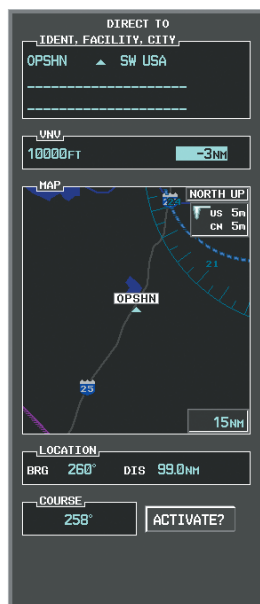 DIRECT TO
IDENT, FACILITY, CITY
OPSHN SW USA
VNV
10000FT -3NM
MAP
NORTH UP
US 5m
CN 5m
21
OPSHN
25
15NM
LOCATION
BRG 260° DIS 99.0NM
COURSE
258° ACTIVATE?